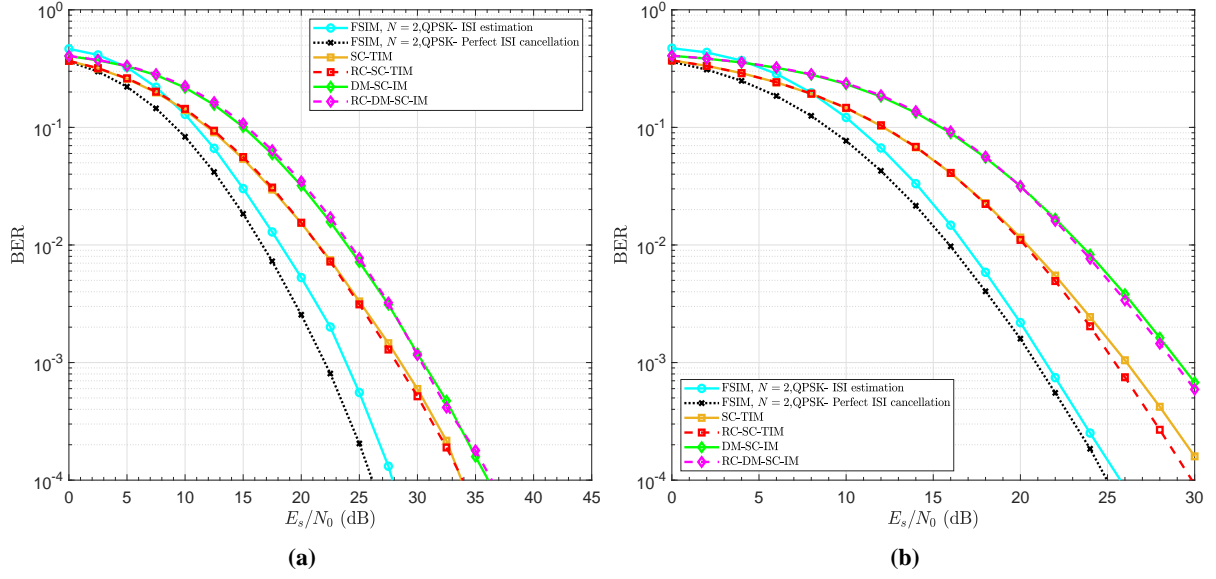 10^0
10^-1
10^-2
10^-3
10^-4
BER
0 5 10 15 20 25 30 35 40 45
E_s/N_0 (dB)
FSIM, N = 2,QPSK- ISI estimation
FSIM, N = 2,QPSK- Perfect ISI cancellation
SC-TIM
RC-SC-TIM
DM-SC-IM
RC-DM-SC-IM
(a)
10^0
10^-1
10^-2
10^-3
10^-4
BER
FSIM, N = 2,QPSK- ISI estimation
FSIM, N = 2,QPSK- Perfect ISI cancellation
SC-TIM
RC-SC-TIM
DM-SC-IM
RC-DM-SC-IM
0 5 10 15 20 25 30
E_s/N_0 (dB)
(b)